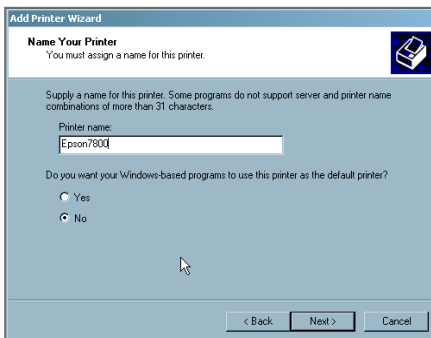 Add Printer Wizard
Name Your Printer
You must assign a name for this printer.
Supply a name for this printer. Some programs do not support server and printer name
combinations of more than 31 characters.
Printer name:
Epson7800
Do you want your Windows-based programs to use this printer as the default printer?
Yes
No
< Back Next > Cancel